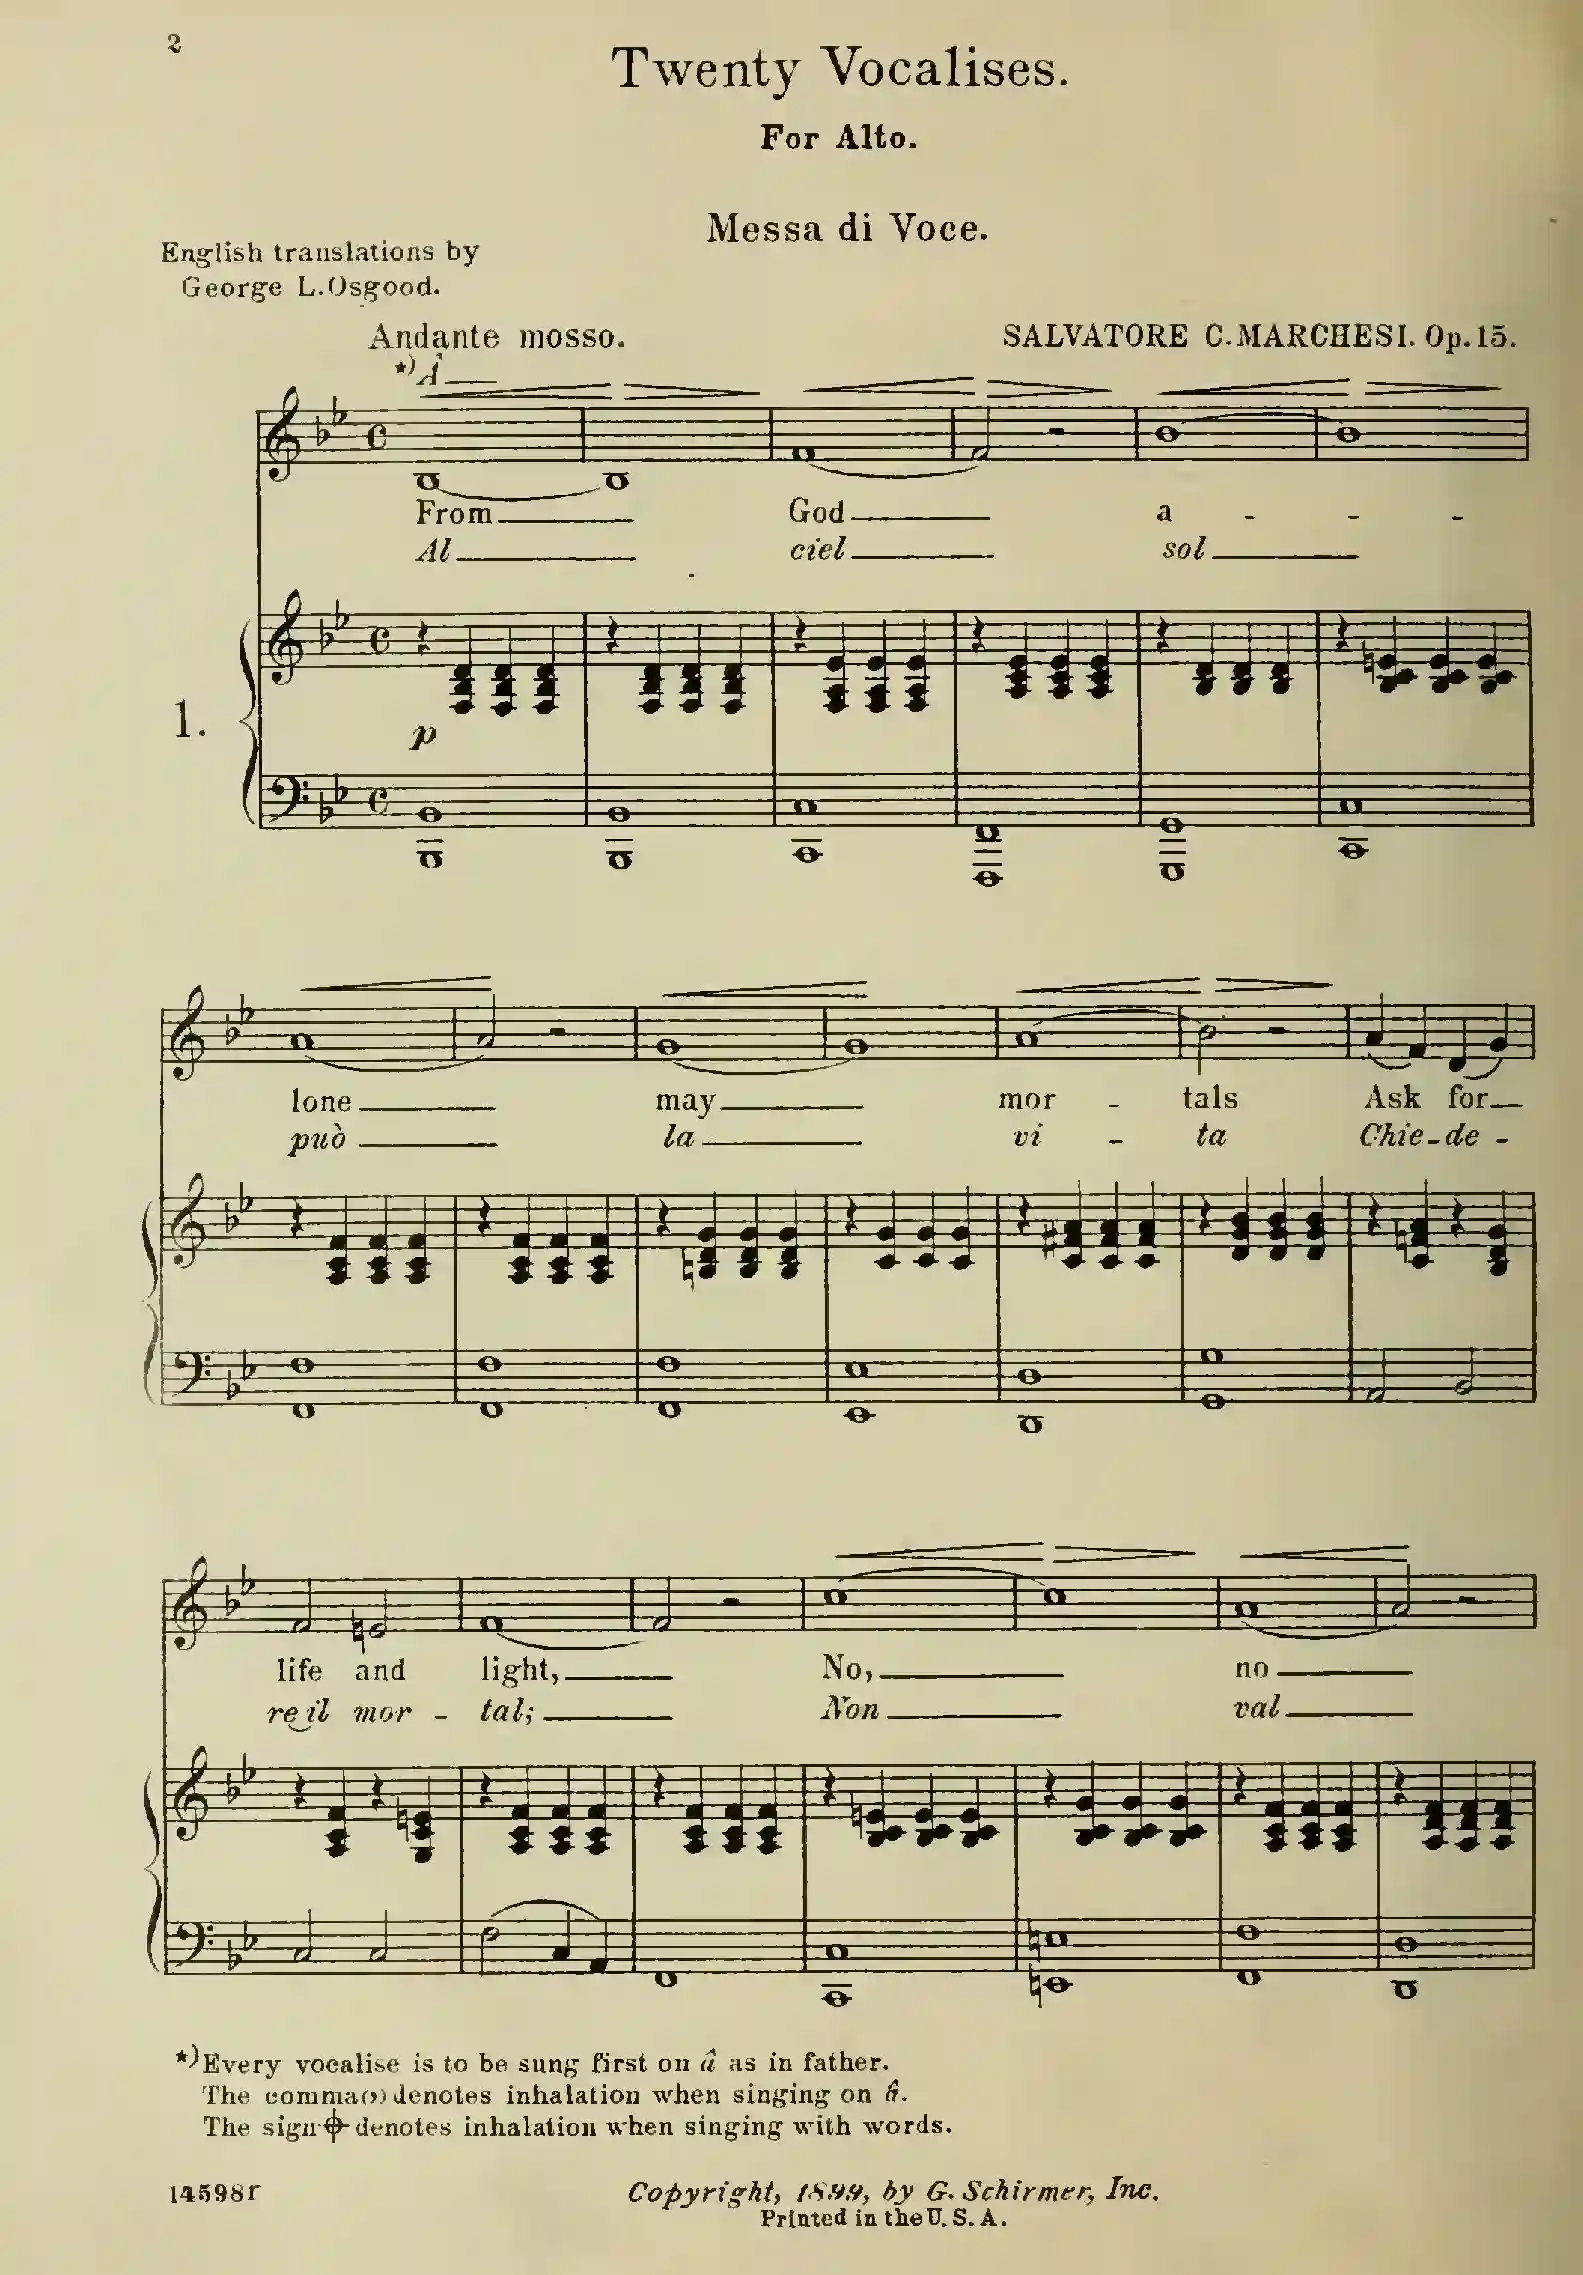 2
Twenty Vocalises.
For Alto.
Messa di Voce.
English translations by
George L. Osgood.
Andante mosso.
SALVATORE C. MARCHESI. Op. 15.
*) Â
From God a - - -
Al ciel sol
1.
p
lone may mor - tals Ask for
può la vi - ta Chie - de -
life and light, No, no
re il mor - tal; Non val
*) Every vocalise is to be sung first on â as in father.
The comma (,) denotes inhalation when singing on â.
The sign denotes inhalation when singing with words.
14598r
Copyright, 1899, by G. Schirmer, Inc.
Printed in the U. S. A.